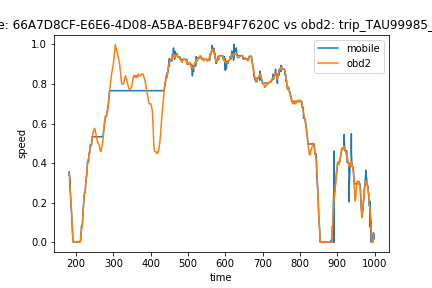 e: 66A7D8CF-E6E6-4D08-A5BA-BEBF94F7620C vs obd2: trip_TAU99985_
mobile
obd2
1.0
0.8
0.6
0.4
0.2
0.0
speed
200 300 400 500 600 700 800 900 1000
time